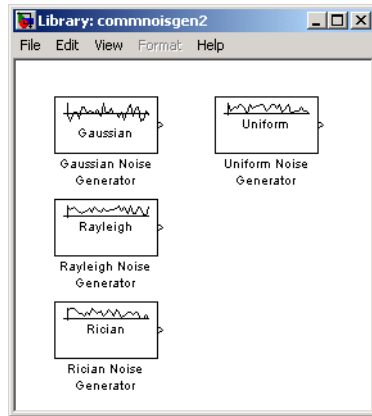 Library: commnoisgen2
File Edit View Format Help
Gaussian
Gaussian Noise
Generator
Uniform
Uniform Noise
Generator
Rayleigh
Rayleigh Noise
Generator
Rician
Rician Noise
Generator